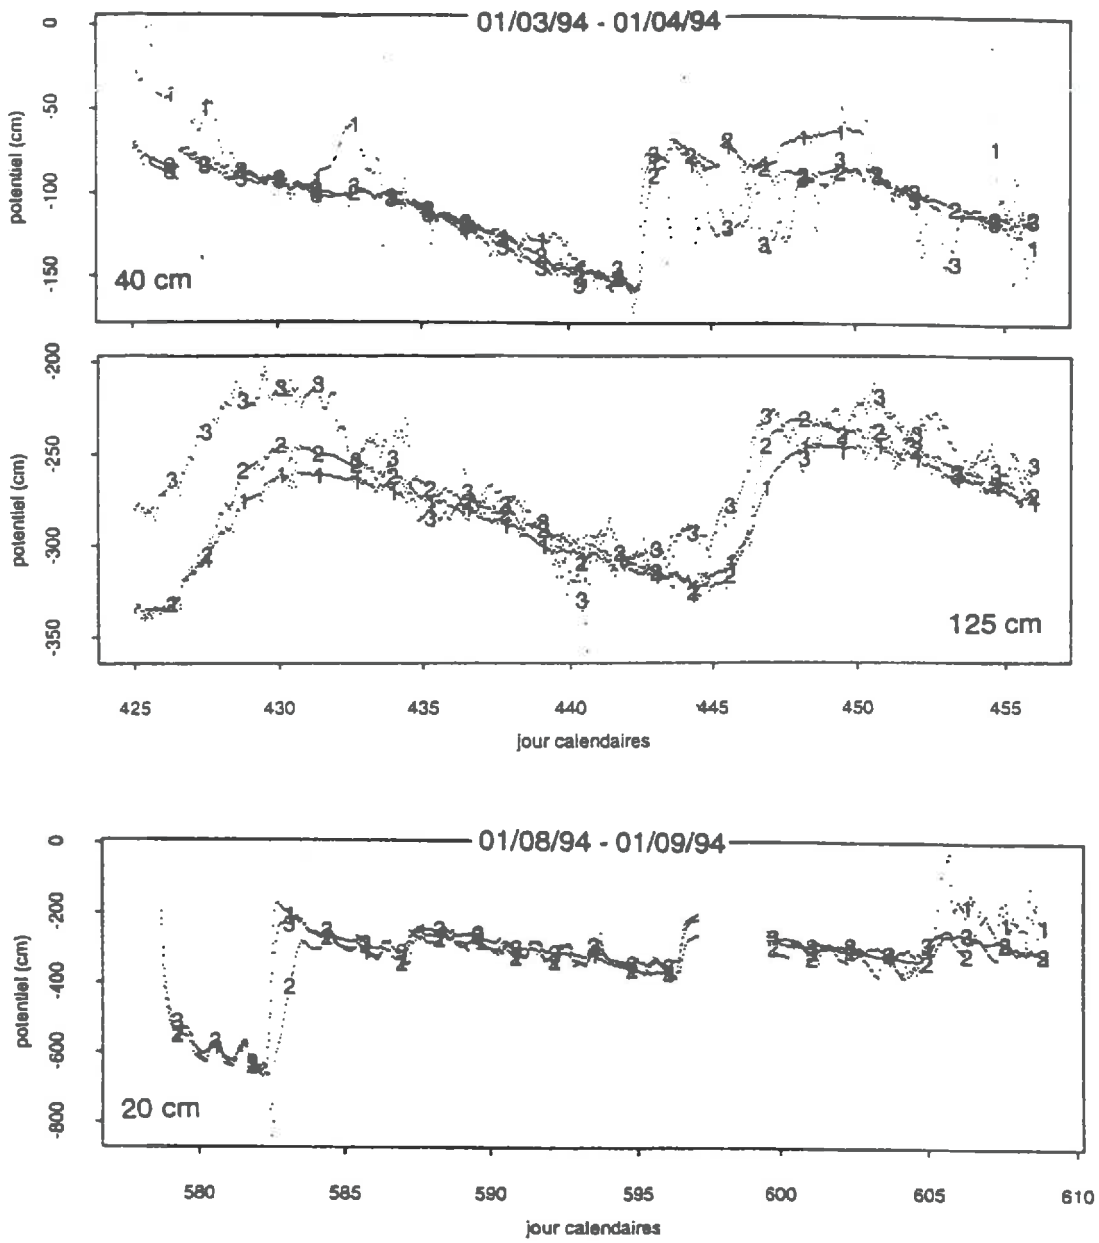 01/03/94 - 01/04/94
potentiel (cm)
0
-50
-100
-150
40 cm
potentiel (cm)
-200
-250
-300
-350
125 cm
425 430 435 440 445 450 455
jour calendaires
01/08/94 - 01/09/94
potentiel (cm)
0
-200
-400
-600
-800
20 cm
580 585 590 595 600 605 610
jour calendaires